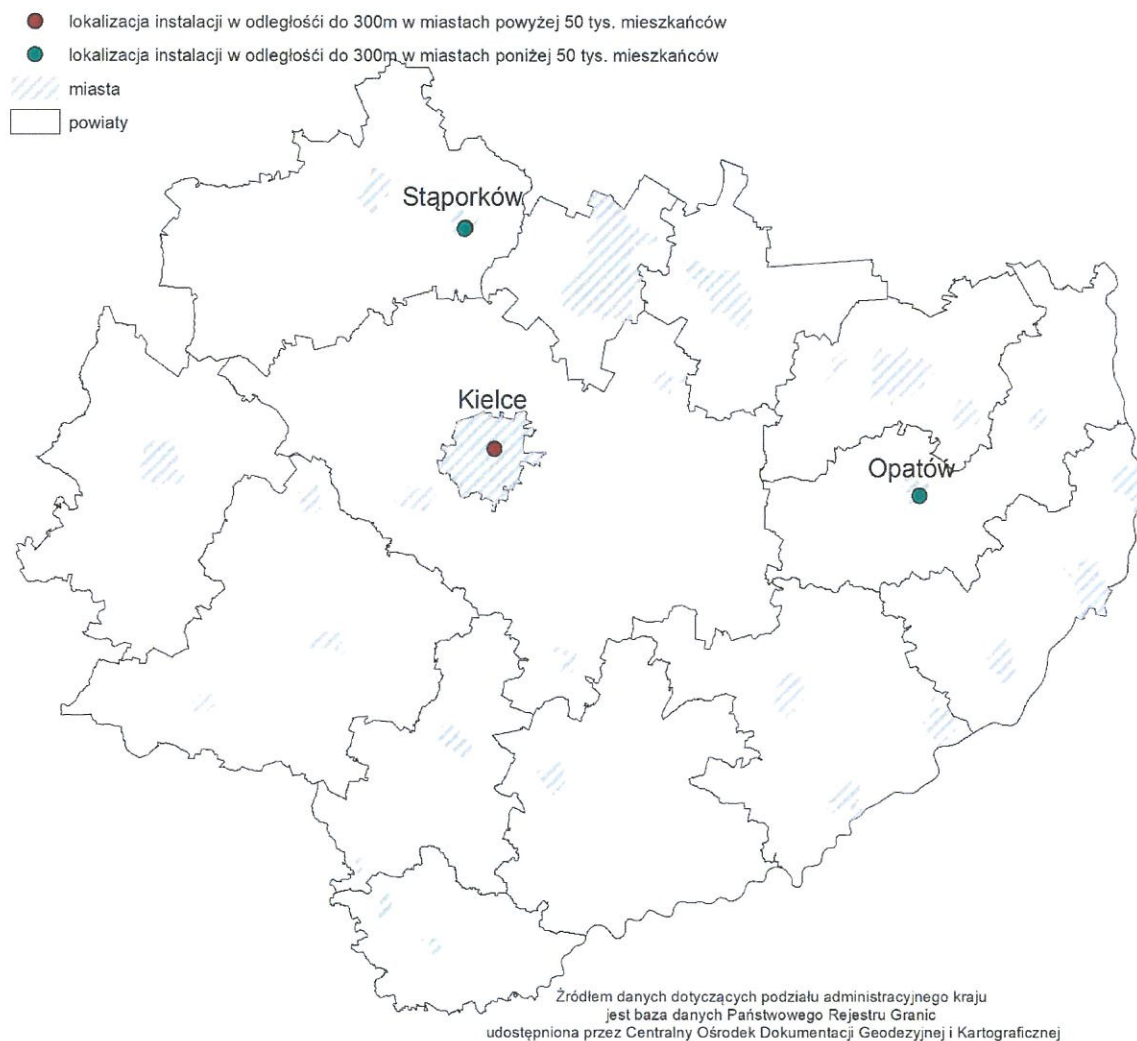 lokalizacja instalacji w odległośći do 300m w miastach powyżej 50 tys. mieszkańców
lokalizacja instalacji w odległośći do 300m w miastach poniżej 50 tys. mieszkańców
miasta
powiaty
Stąporków
Kielce
Opatów
Źródłem danych dotyczących podziału administracyjnego kraju
jest baza danych Państwowego Rejestru Granic
udostępniona przez Centralny Ośrodek Dokumentacji Geodezyjnej i Kartograficznej